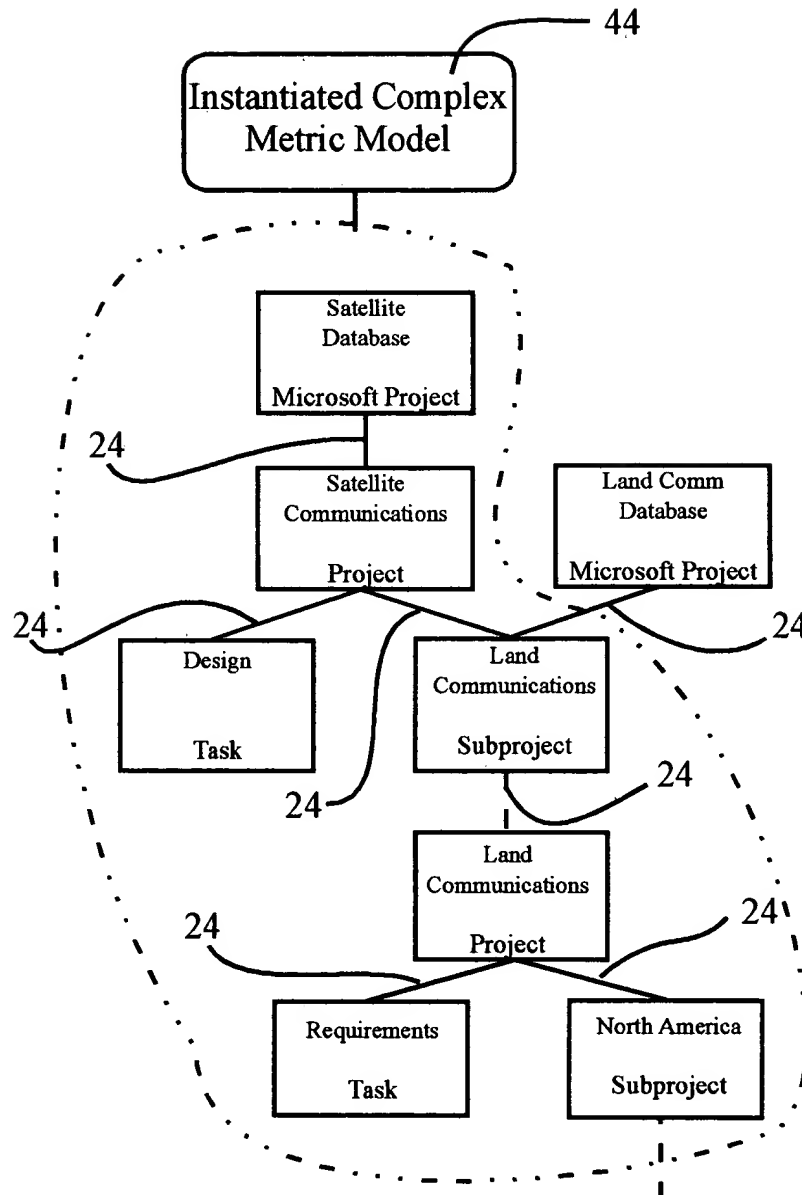 44
Instantiated Complex
Metric Model
Satellite
Database
Microsoft Project
24
Satellite
Communications
Project
Land Comm
Database
Microsoft Project
24
24
Design
Task
Land
Communications
Subproject
24
24
Land
Communications
Project
24
24
Requirements
Task
North America
Subproject